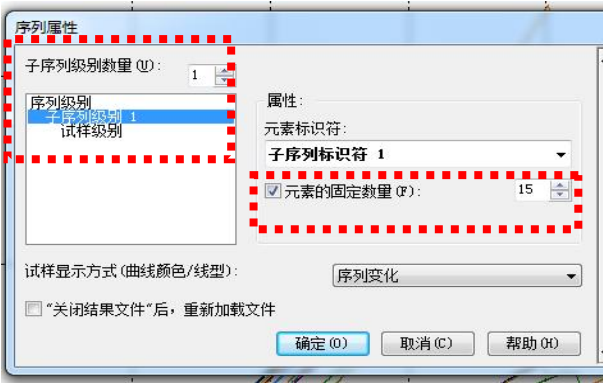 序列属性
子序列级别数量(U): 1
序列级别
子序列级别 1
试样级别
属性:
元素标识符:
子序列标识符 1
元素的固定数量(F): 15
试样显示方式(曲线颜色/线型): 序列变化
"关闭结果文件"后，重新加载文件
确定(O) 取消(C) 帮助(H)